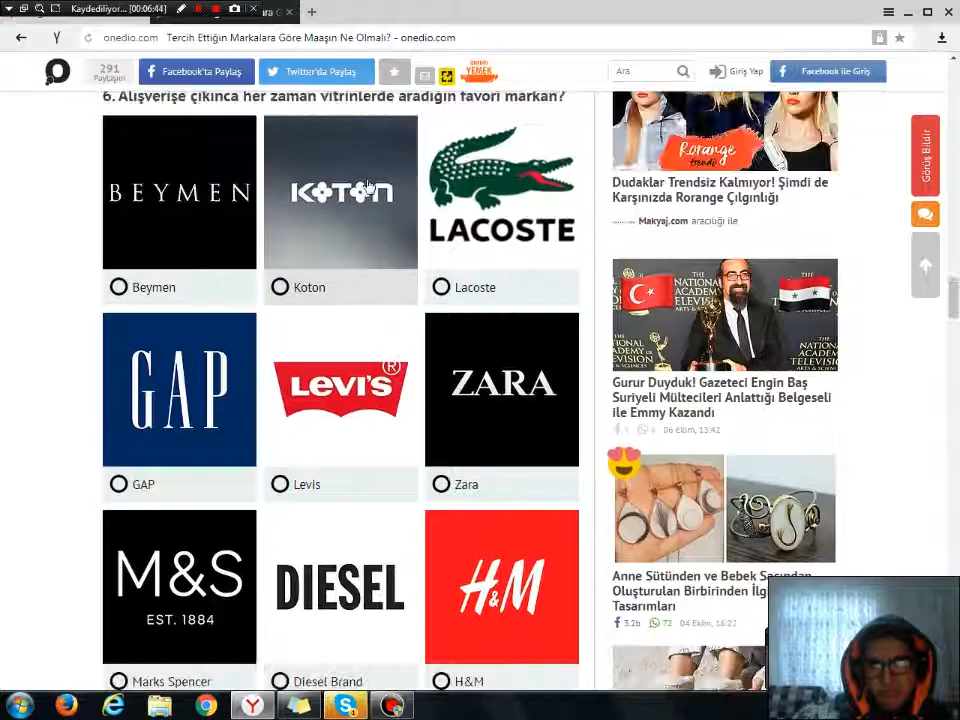 Kaydediliyor... [00:06:44]
onedio.com Tercih Ettiğin Markalara Göre Maaşın Ne Olmalı? - onedio.com
291
Paylaşım
Facebook'ta Paylaş
Twitter'da Paylaş
onedio
YEMEK
Ara
Giriş Yap
Facebook ile Giriş
6. Alışverişe çıkınca her zaman vitrinlerde aradığın favori markan?
BEYMEN
KOTON
LACOSTE
Beymen
Koton
Lacoste
GAP
LEVI'S
ZARA
GAP
Levis
Zara
M&S
EST. 1884
DIESEL
H&M
Marks Spencer
Diesel Brand
H&M
Rorange
trendy
Dudaklar Trendsiz Kalmıyor! Şimdi de
Karşınızda Rorange Çılgınlığı
Makyaj.com aracılığı ile
Gurur Duyduk! Gazeteci Engin Baş
Suriyeli Mültecileri Anlattığı Belgeseli
ile Emmy Kazandı
06 Ekim, 13:42
Anne Sütünden ve Bebek Saçından
Oluşturulan Birbirinden İlg
Tasarımları
3.2b
72
04 Ekim, 16:22
Görüş Bildir